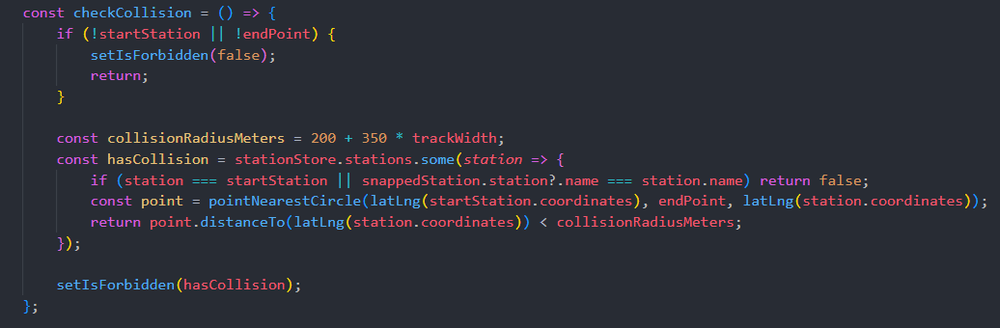 const checkCollision = () => {
if (!startStation || !endPoint) {
setIsForbidden(false);
return;
}
const collisionRadiusMeters = 200 + 350 * trackWidth;
const hasCollision = stationStore.stations.some(station => {
if (station === startStation || snappedStation.station?.name === station.name) return false;
const point = pointNearestCircle(latLng(startStation.coordinates), endPoint, latLng(station.coordinates));
return point.distanceTo(latLng(station.coordinates)) < collisionRadiusMeters;
});
setIsForbidden(hasCollision);
};